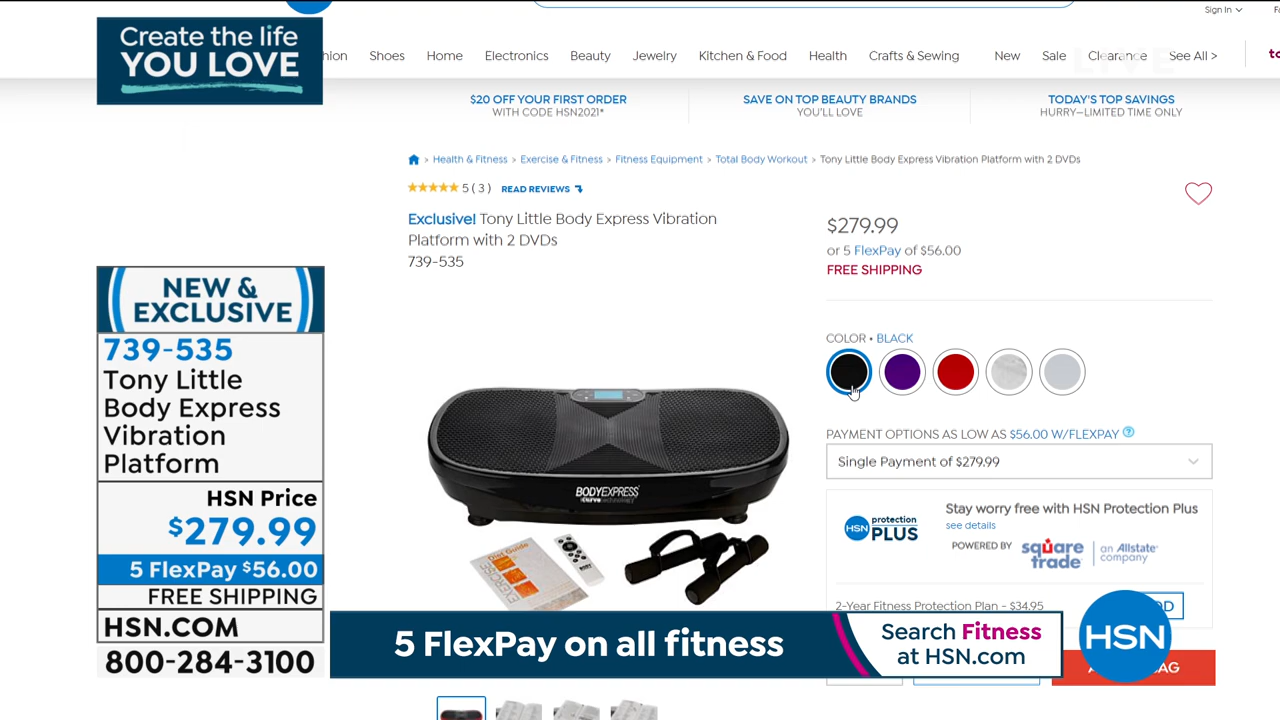 Create the life
YOU LOVE
Sign In
Shoes
Home
Electronics
Beauty
Jewelry
Kitchen & Food
Health
Crafts & Sewing
New
Sale
Clearance
See All >
LIVE
$20 OFF YOUR FIRST ORDER
WITH CODE HSN2021*
SAVE ON TOP BEAUTY BRANDS
YOU'LL LOVE
TODAY'S TOP SAVINGS
HURRY—LIMITED TIME ONLY
> Health & Fitness > Exercise & Fitness > Fitness Equipment > Total Body Workout > Tony Little Body Express Vibration Platform with 2 DVDs
5 ( 3 ) READ REVIEWS
Exclusive! Tony Little Body Express Vibration
Platform with 2 DVDs
739-535
$279.99
or 5 FlexPay of $56.00
FREE SHIPPING
COLOR • BLACK
PAYMENT OPTIONS AS LOW AS $56.00 W/FLEXPAY ?
Single Payment of $279.99
HSN protection PLUS
Stay worry free with HSN Protection Plus
see details
POWERED BY square trade | an Allstate company
2-Year Fitness Protection Plan - $34.95
NEW &
EXCLUSIVE
739-535
Tony Little
Body Express
Vibration
Platform
HSN Price
$279.99
5 FlexPay $56.00
FREE SHIPPING
HSN.COM
800-284-3100
BODYEXPRESS
curve technology
Diet Guide
EXERCISE
BODY
5 FlexPay on all fitness
Search Fitness
at HSN.com
HSN